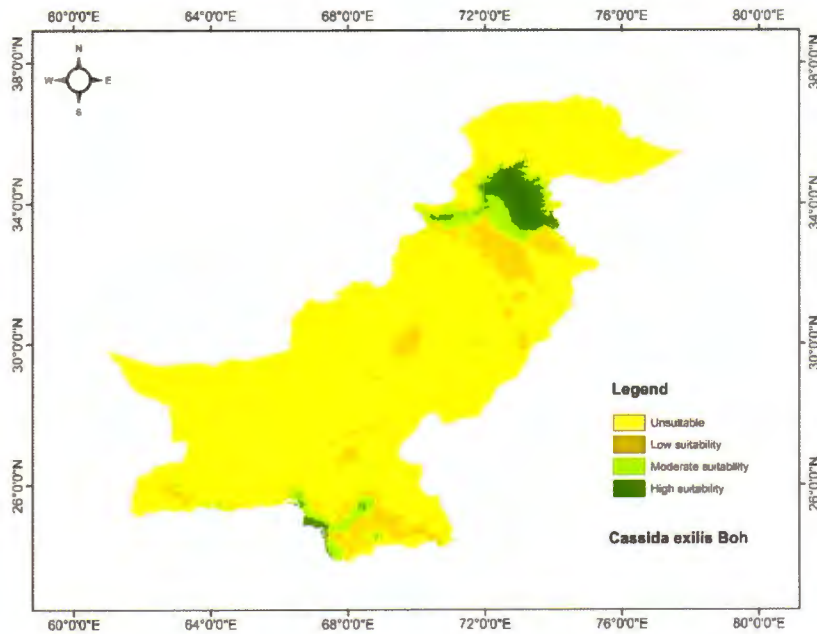 60°0'0"E 64°0'0"E 68°0'0"E 72°0'0"E 76°0'0"E 80°0'0"E
38°0'0"N 38°0'0"N
N
W E
S
34°0'0"N 34°0'0"N
30°0'0"N 30°0'0"N
Legend
Unsuitable
Low suitability
Moderate suitability
26°0'0"N 26°0'0"N
High suitability
Cassida exilis Boh
60°0'0"E 64°0'0"E 68°0'0"E 72°0'0"E 76°0'0"E 80°0'0"E